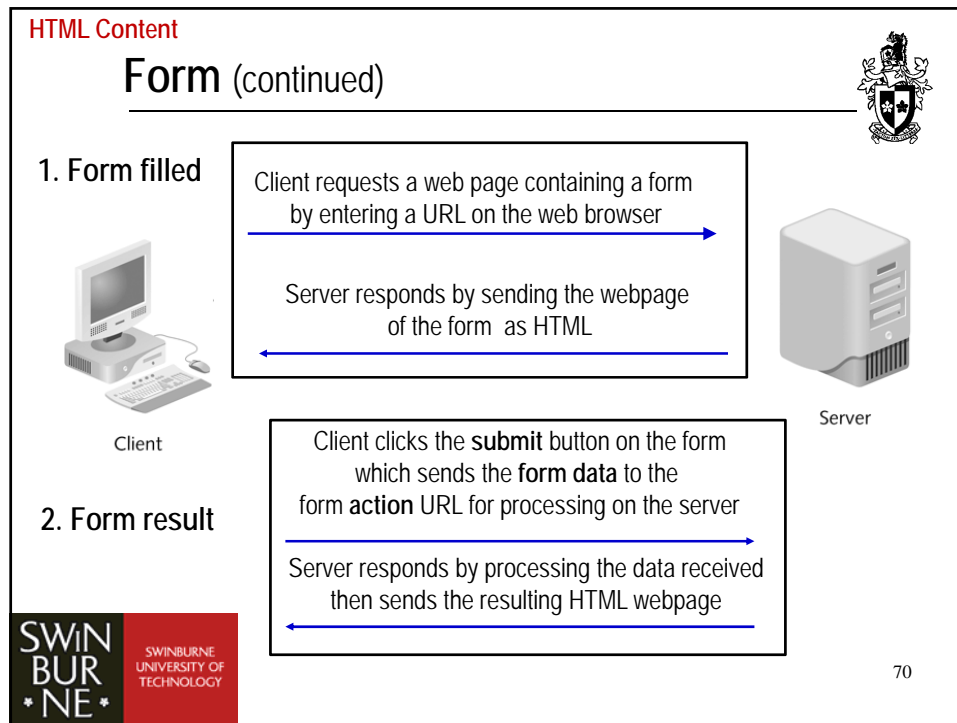 HTML Content
Form (continued)
1. Form filled
Client requests a web page containing a form
by entering a URL on the web browser
Server responds by sending the webpage
of the form as HTML
Client
Server
Client clicks the submit button on the form
which sends the form data to the
form action URL for processing on the server
2. Form result
Server responds by processing the data received
then sends the resulting HTML webpage
SWIN
BUR
* NE *
SWINBURNE
UNIVERSITY OF
TECHNOLOGY
70